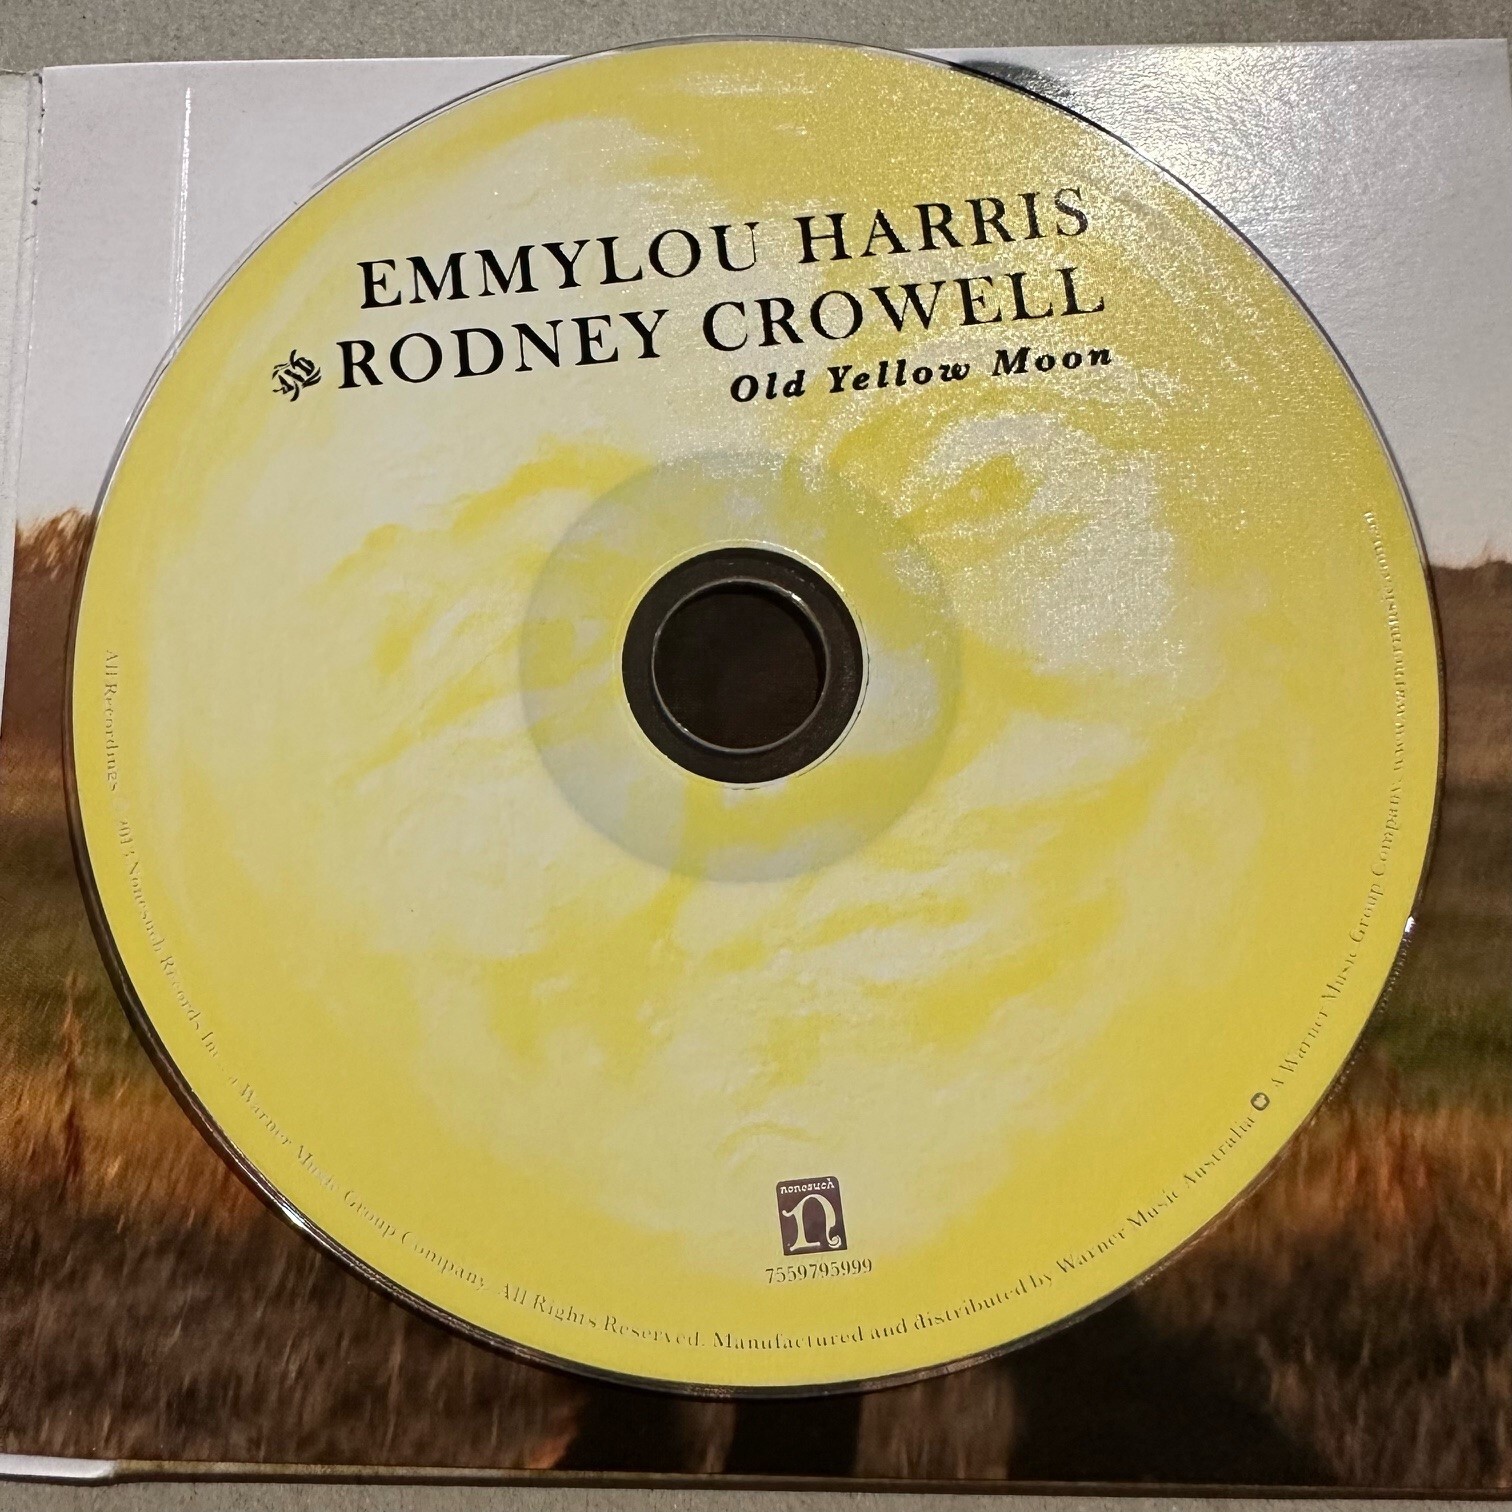 EMMYLOU HARRIS
& RODNEY CROWELL
Old Yellow Moon
nonesuch
n
7559795999
All Recordings 2013 Nonesuch Records Inc., a Warner Music Group Company. All Rights Reserved. Manufactured and distributed by Warner Music Australia A Warner Music Group Company. www.warnermusic.com.au